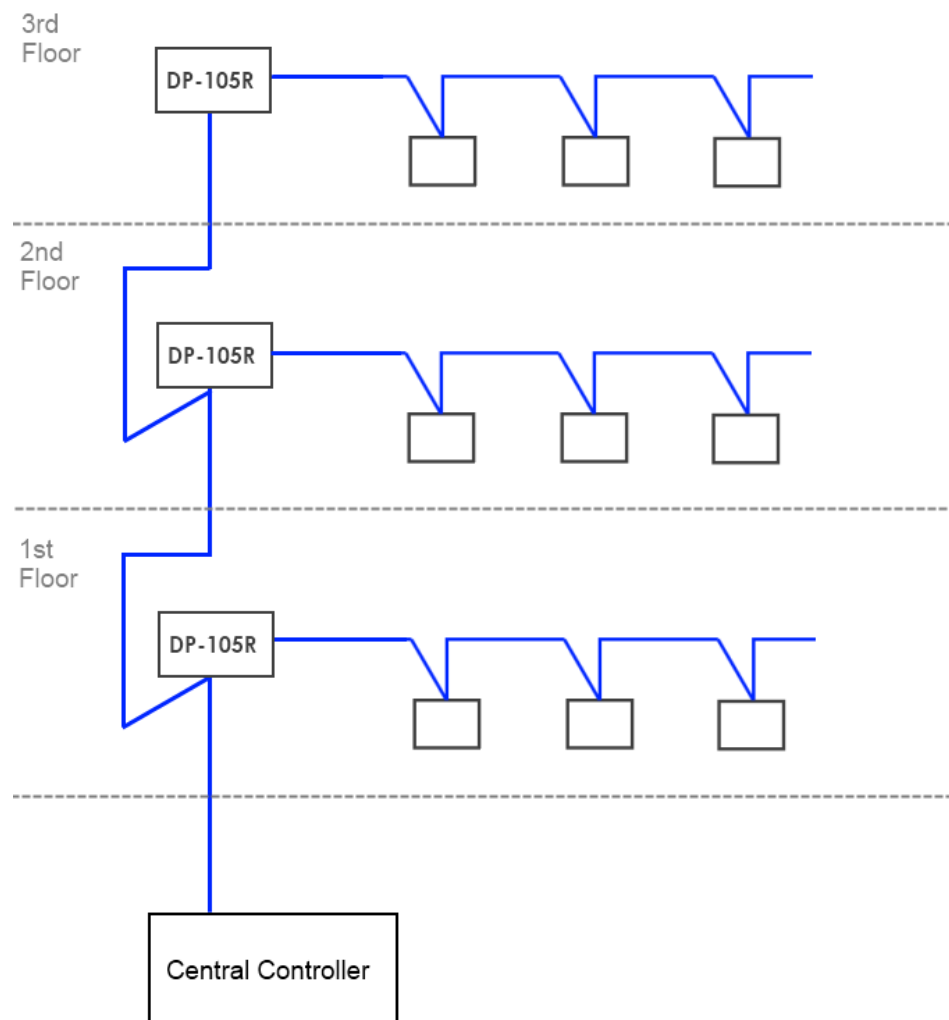 3rd
Floor
DP-105R
2nd
Floor
DP-105R
1st
Floor
DP-105R
Central Controller